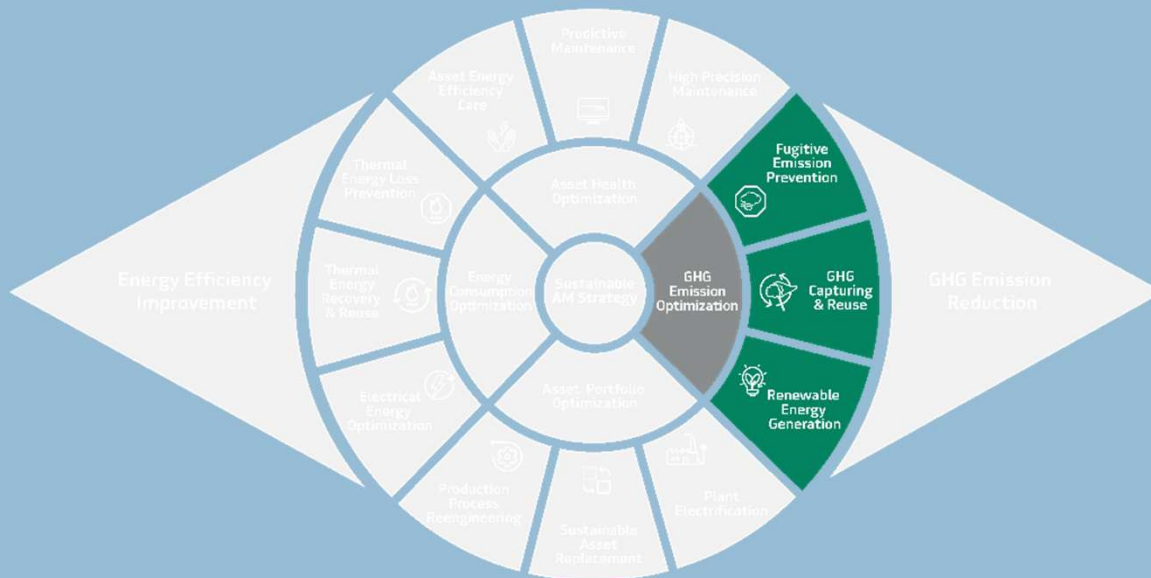 Predictive
Maintenance
Asset Energy
Efficiency
Care
High Precision
Maintenance
Thermal
Energy Loss
Prevention
Asset Health
Optimization
Fugitive
Emission
Prevention
Energy Efficiency
Improvement
Thermal
Energy
Recovery
& Reuse
Energy
Consumption
Optimization
Sustainable
AM Strategy
GHG
Emission
Optimization
GHG
Capturing
& Reuse
GHG Emission
Reduction
Electrical
Energy
Optimization
Asset Portfolio
Optimization
Renewable
Energy
Generation
Production
Process
Reengineering
Sustainable
Asset
Replacement
Plant
Electrification